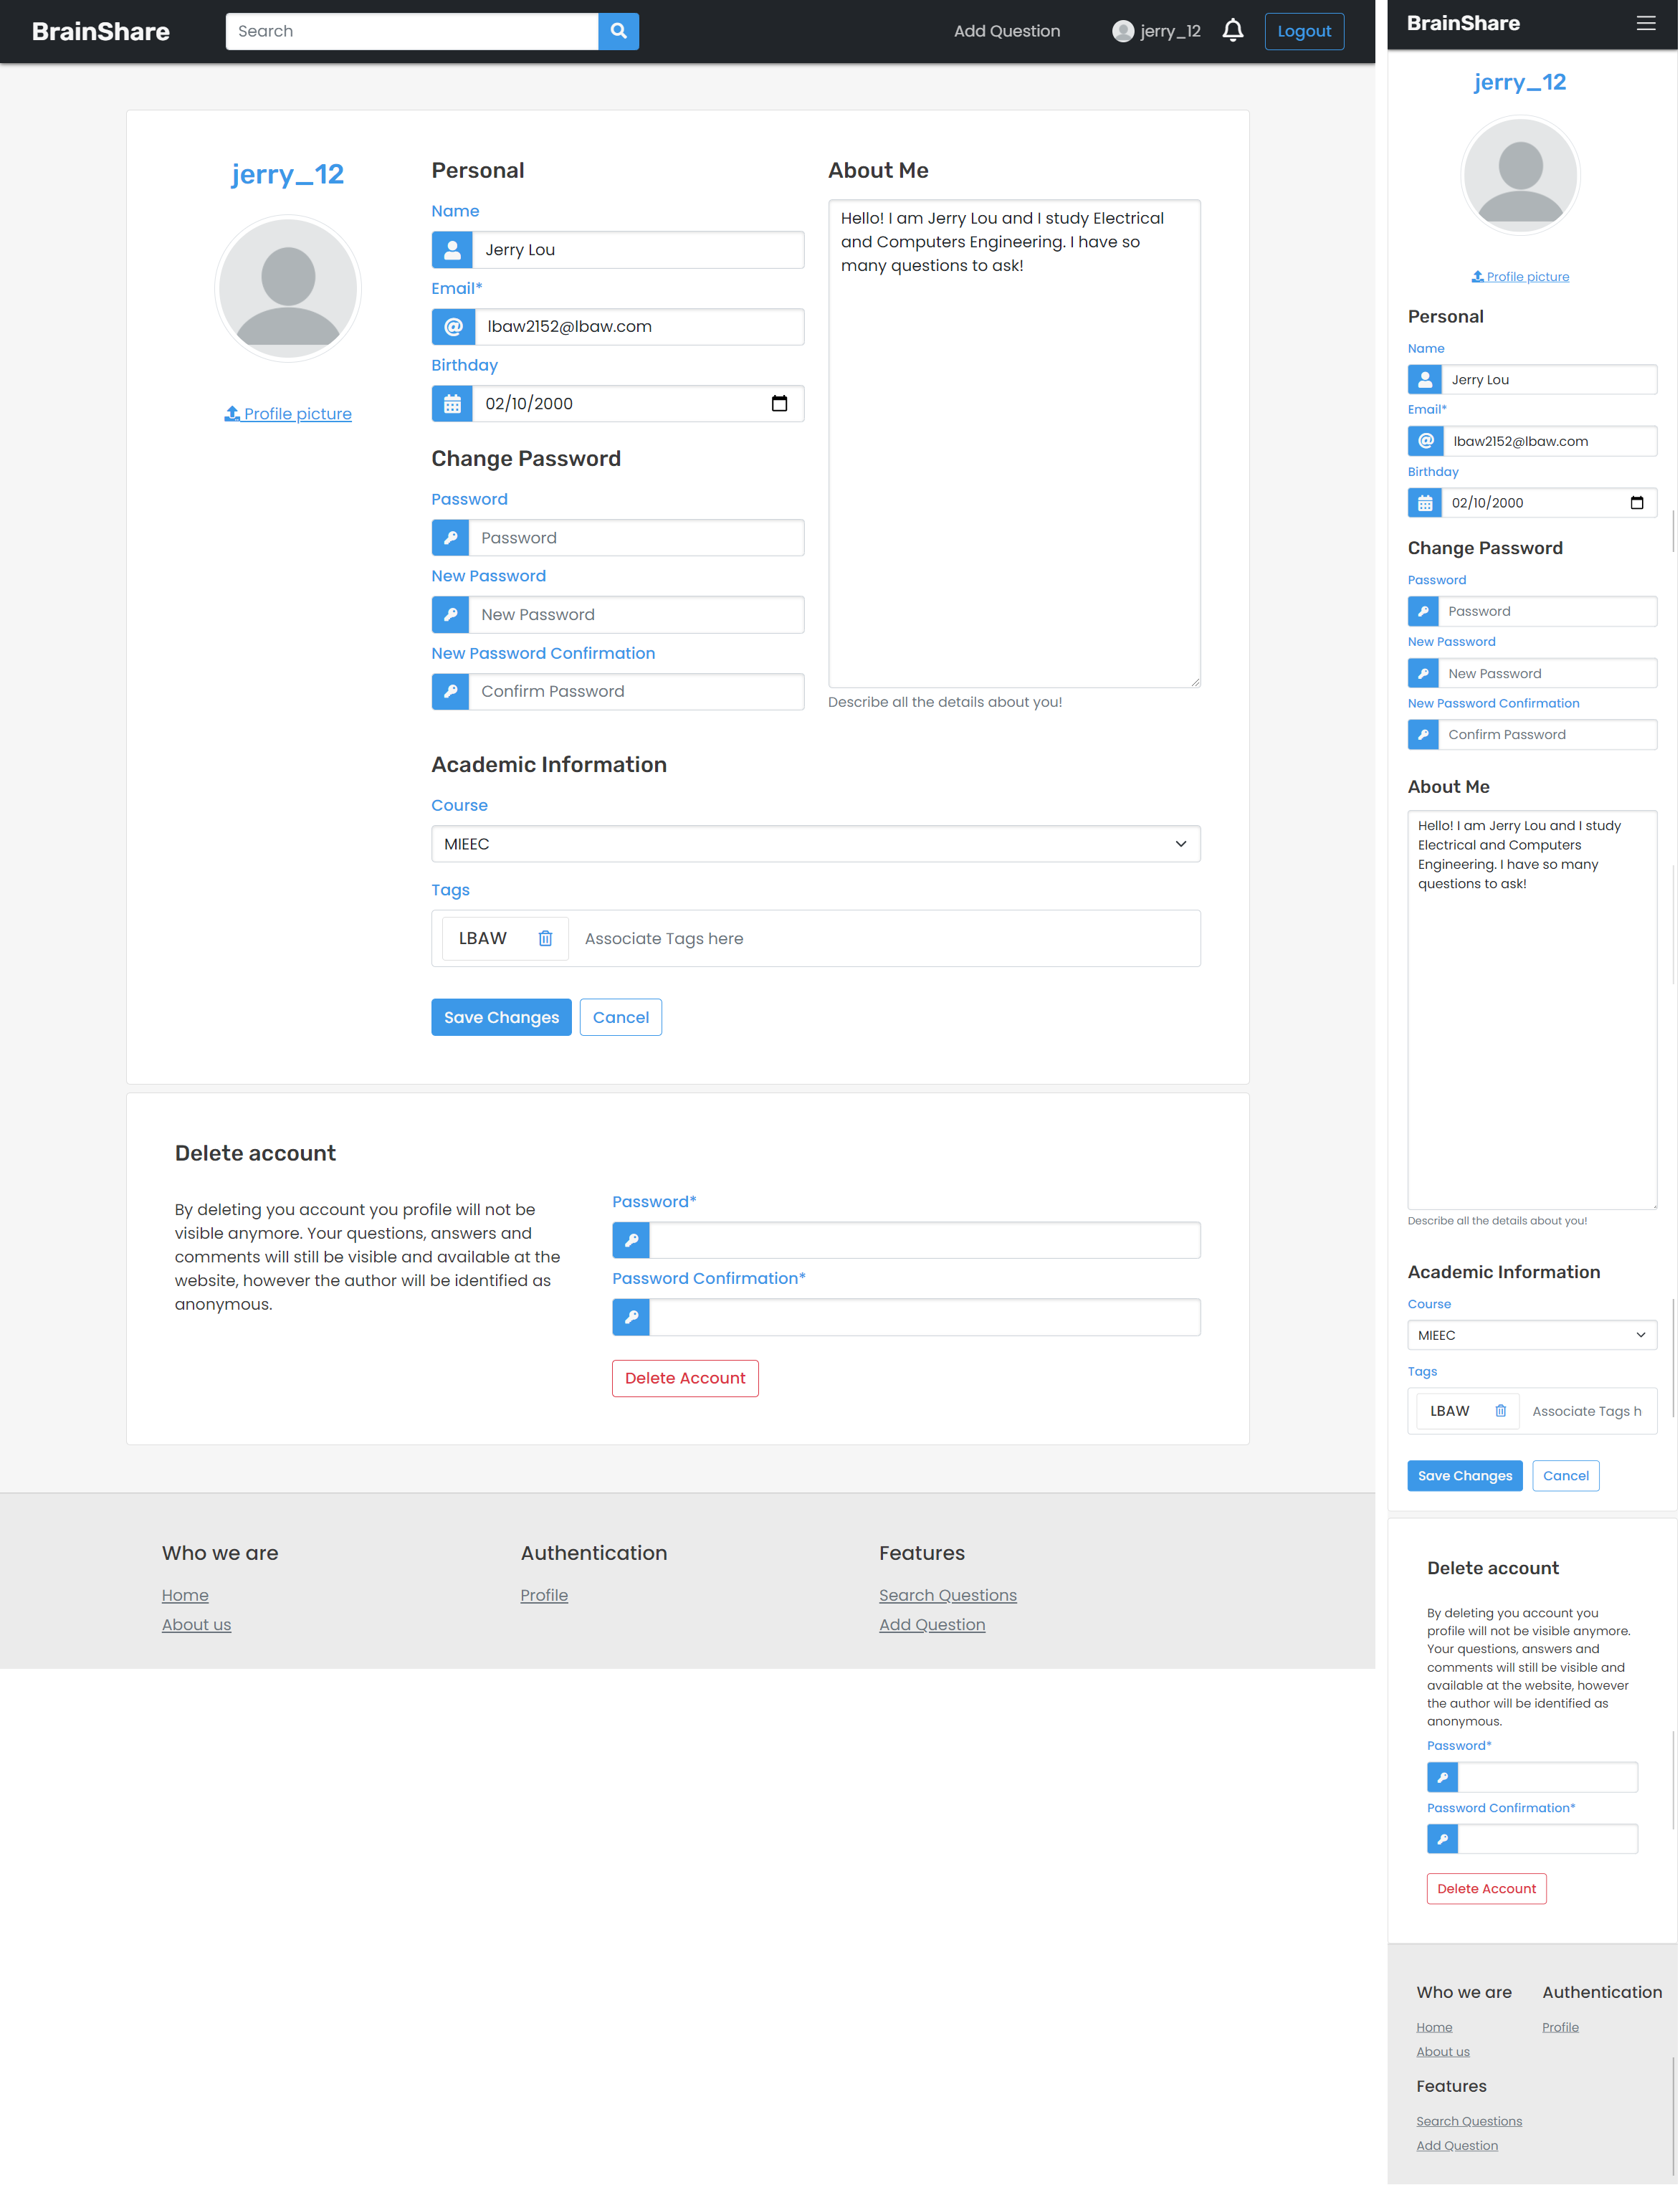 BrainShare
Search
Add Question
jerry_12
Logout
jerry_12
Profile picture
Personal
Name
Jerry Lou
Email*
lbaw2152@lbaw.com
Birthday
02/10/2000
Change Password
Password
Password
New Password
New Password
New Password Confirmation
Confirm Password
About Me
Hello! I am Jerry Lou and I study Electrical
and Computers Engineering. I have so
many questions to ask!
Describe all the details about you!
Academic Information
Course
MIEEC
Tags
LBAW
Associate Tags here
Save Changes
Cancel
Delete account
By deleting you account you profile will not be
visible anymore. Your questions, answers and
comments will still be visible and available at the
website, however the author will be identified as
anonymous.
Password*
Password Confirmation*
Delete Account
Who we are
Home
About us
Authentication
Profile
Features
Search Questions
Add Question
BrainShare
jerry_12
Profile picture
Personal
Name
Jerry Lou
Email*
lbaw2152@lbaw.com
Birthday
02/10/2000
Change Password
Password
Password
New Password
New Password
New Password Confirmation
Confirm Password
About Me
Hello! I am Jerry Lou and I study
Electrical and Computers
Engineering. I have so many
questions to ask!
Describe all the details about you!
Academic Information
Course
MIEEC
Tags
LBAW
Associate Tags h
Save Changes
Cancel
Delete account
By deleting you account you
profile will not be visible anymore.
Your questions, answers and
comments will still be visible and
available at the website, however
the author will be identified as
anonymous.
Password*
Password Confirmation*
Delete Account
Who we are
Home
About us
Authentication
Profile
Features
Search Questions
Add Question